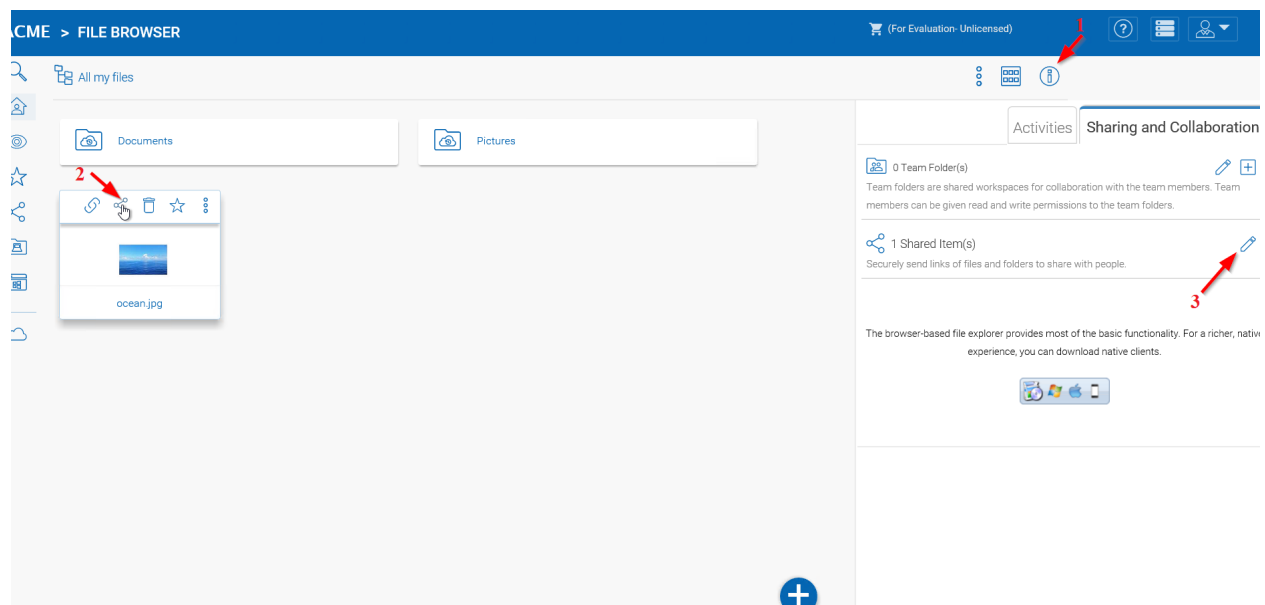 ACME > FILE BROWSER
(For Evaluation- Unlicensed)
1
All my files
Activities
Sharing and Collaboration
Documents
Pictures
0 Team Folder(s)
Team folders are shared workspaces for collaboration with the team members. Team
members can be given read and write permissions to the team folders.
2
1 Shared Item(s)
Securely send links of files and folders to share with people.
3
ocean.jpg
The browser-based file explorer provides most of the basic functionality. For a richer, native
experience, you can download native clients.